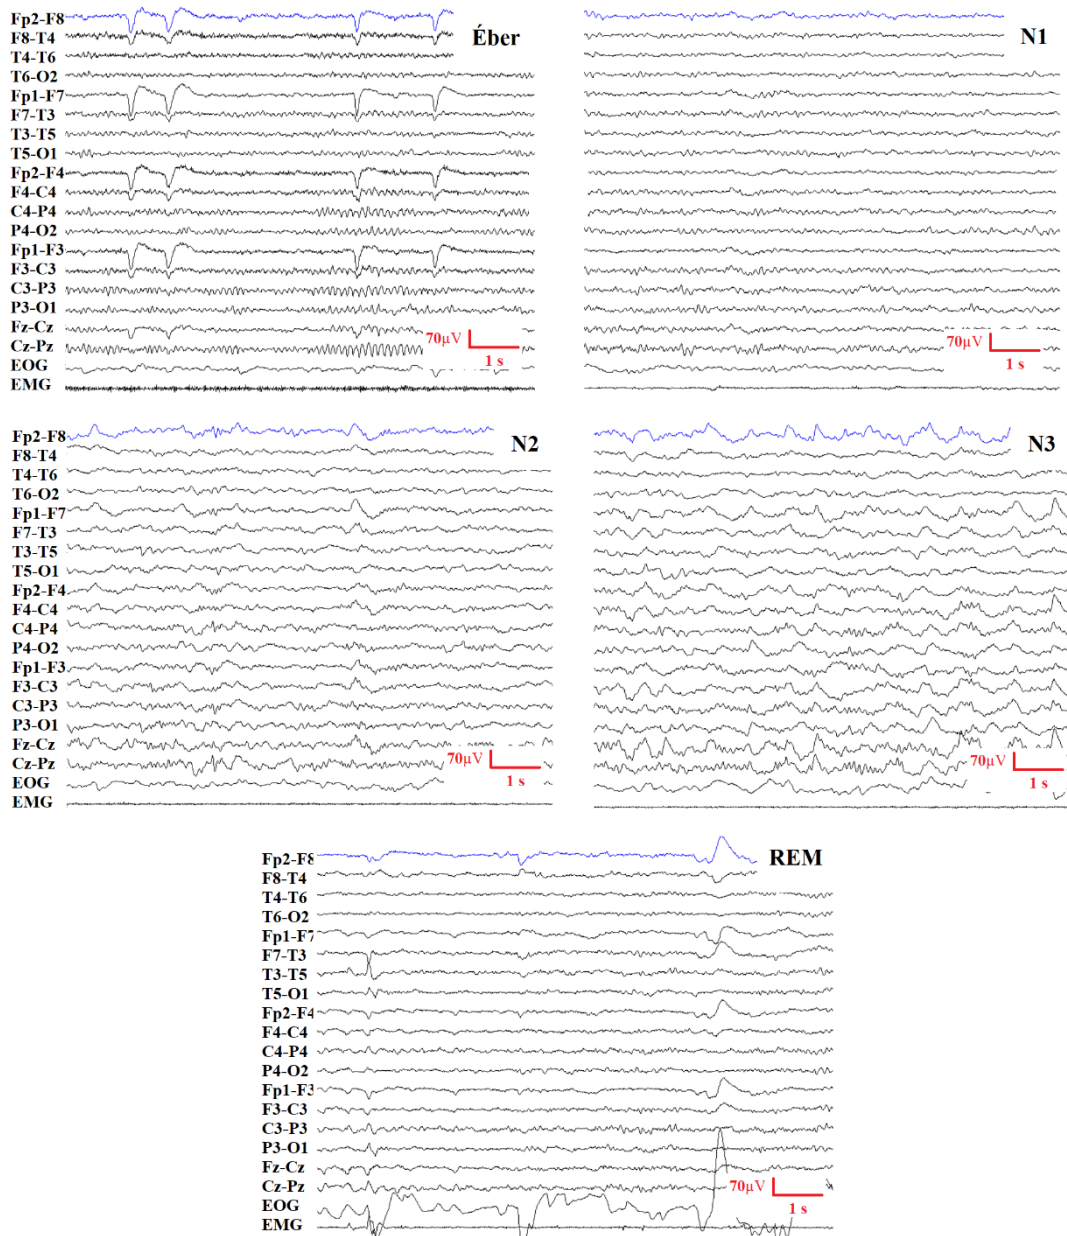 Fp2-F8
F8-T4
T4-T6
T6-O2
Fp1-F7
F7-T3
T3-T5
T5-O1
Fp2-F4
F4-C4
C4-P4
P4-O2
Fp1-F3
F3-C3
C3-P3
P3-O1
Fz-Cz
Cz-Pz
EOG
EMG
Éber
70µV
1 s
N1
70µV
1 s
Fp2-F8
F8-T4
T4-T6
T6-O2
Fp1-F7
F7-T3
T3-T5
T5-O1
Fp2-F4
F4-C4
C4-P4
P4-O2
Fp1-F3
F3-C3
C3-P3
P3-O1
Fz-Cz
Cz-Pz
EOG
EMG
N2
70µV
1 s
N3
70µV
1 s
Fp2-F8
F8-T4
T4-T6
T6-O2
Fp1-F7
F7-T3
T3-T5
T5-O1
Fp2-F4
F4-C4
C4-P4
P4-O2
Fp1-F3
F3-C3
C3-P3
P3-O1
Fz-Cz
Cz-Pz
EOG
EMG
REM
70µV
1 s